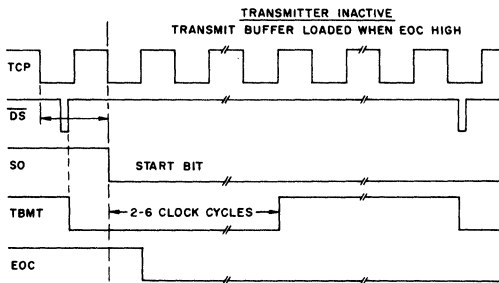 TRANSMITTER INACTIVE
TRANSMIT BUFFER LOADED WHEN EOC HIGH
TCP
DS
SO
START BIT
TBMT
2-6 CLOCK CYCLES
EOC